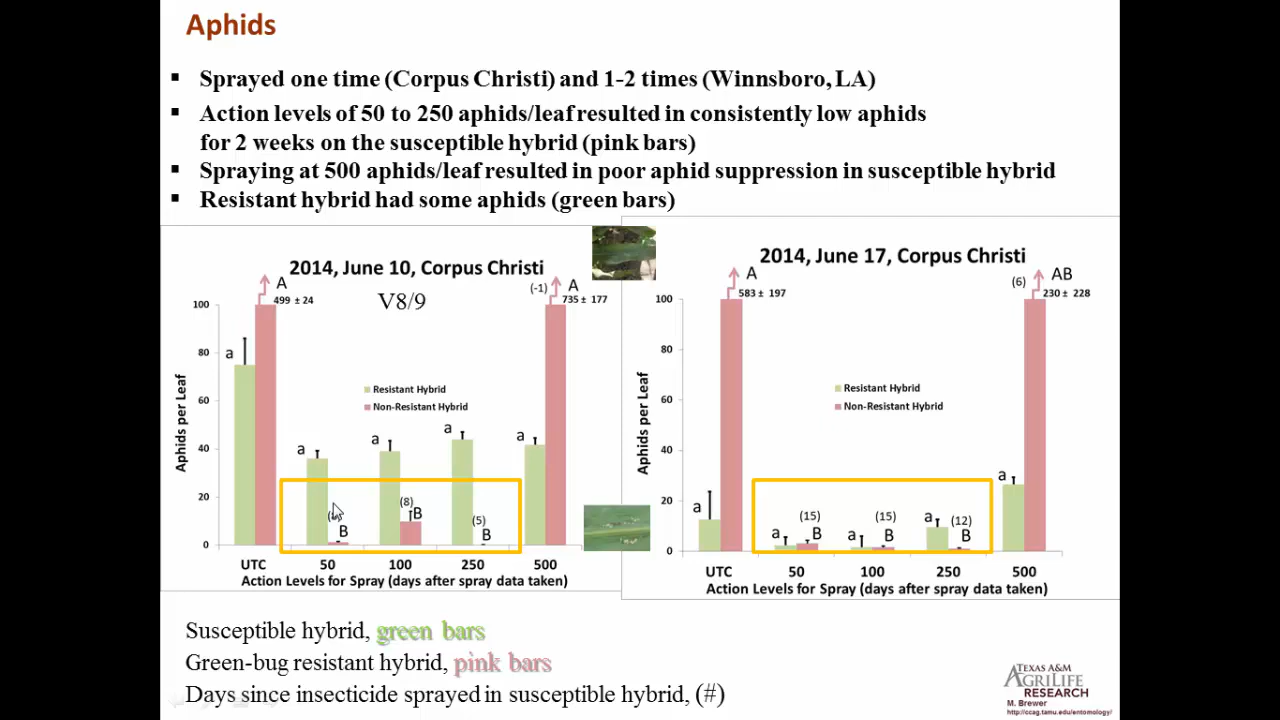 Aphids
▪ Sprayed one time (Corpus Christi) and 1-2 times (Winnsboro, LA)
▪ Action levels of 50 to 250 aphids/leaf resulted in consistently low aphids
for 2 weeks on the susceptible hybrid (pink bars)
▪ Spraying at 500 aphids/leaf resulted in poor aphid suppression in susceptible hybrid
▪ Resistant hybrid had some aphids (green bars)
2014, June 10, Corpus Christi
V8/9
A
499 ± 24
(-1)
A
735 ± 177
Aphids per Leaf
100
80
60
40
20
0
a
a
a
a
a
Resistant Hybrid
Non-Resistant Hybrid
B
(8)
B
(5)
B
UTC 50 100 250 500
Action Levels for Spray (days after spray data taken)
2014, June 17, Corpus Christi
A
583 ± 197
(6)
AB
230 ± 228
Aphids per Leaf
100
80
60
40
20
0
Resistant Hybrid
Non-Resistant Hybrid
a
a
(15)
B
a
(15)
B
a
(12)
B
a
UTC 50 100 250 500
Action Levels for Spray (days after spray data taken)
Susceptible hybrid, green bars
Green-bug resistant hybrid, pink bars
Days since insecticide sprayed in susceptible hybrid, (#)
TEXAS A&M
AGRILIFE
RESEARCH
M. Brewer
http://ccag.tamu.edu/entomology/